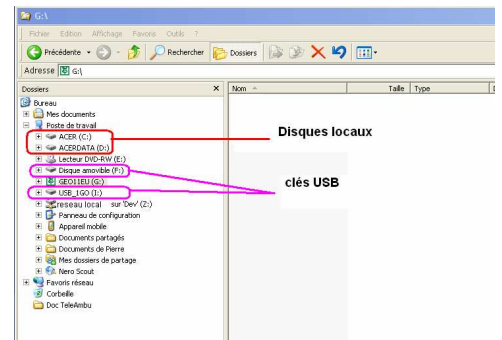 G:\
Fichier Edition Affichage Favoris Outils ?
Précédente Rechercher Dossiers
Adresse G:\
Dossiers X Nom Taille Type D
Bureau
Mes documents
Poste de travail
ACER (C:)
ACERDATA (D:)
Lecteur DVD-RW (E:)
Disque amovible (F:)
GEO11EU (G:)
USB_1GO (I:)
reseau local sur 'Dev' (Z:)
Panneau de configuration
Appareil mobile
Documents partagés
Documents de Pierre
Mes dossiers de partage
Nero Scout
Favoris réseau
Corbeille
Doc TeleAmbu
Disques locaux
clés USB